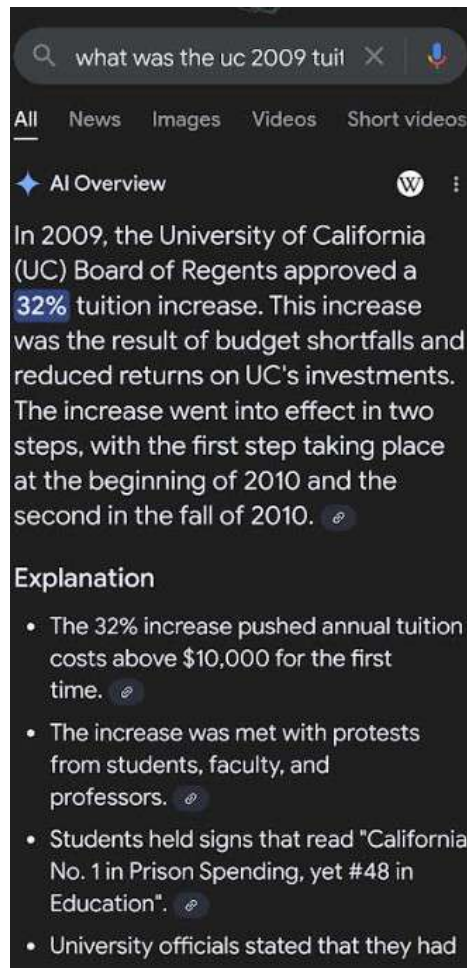 what was the uc 2009 tuit
All News Images Videos Short videos
AI Overview W
In 2009, the University of California
(UC) Board of Regents approved a
32% tuition increase. This increase
was the result of budget shortfalls and
reduced returns on UC's investments.
The increase went into effect in two
steps, with the first step taking place
at the beginning of 2010 and the
second in the fall of 2010.
Explanation
• The 32% increase pushed annual tuition
costs above $10,000 for the first
time.
• The increase was met with protests
from students, faculty, and
professors.
• Students held signs that read "California
No. 1 in Prison Spending, yet #48 in
Education".
• University officials stated that they had